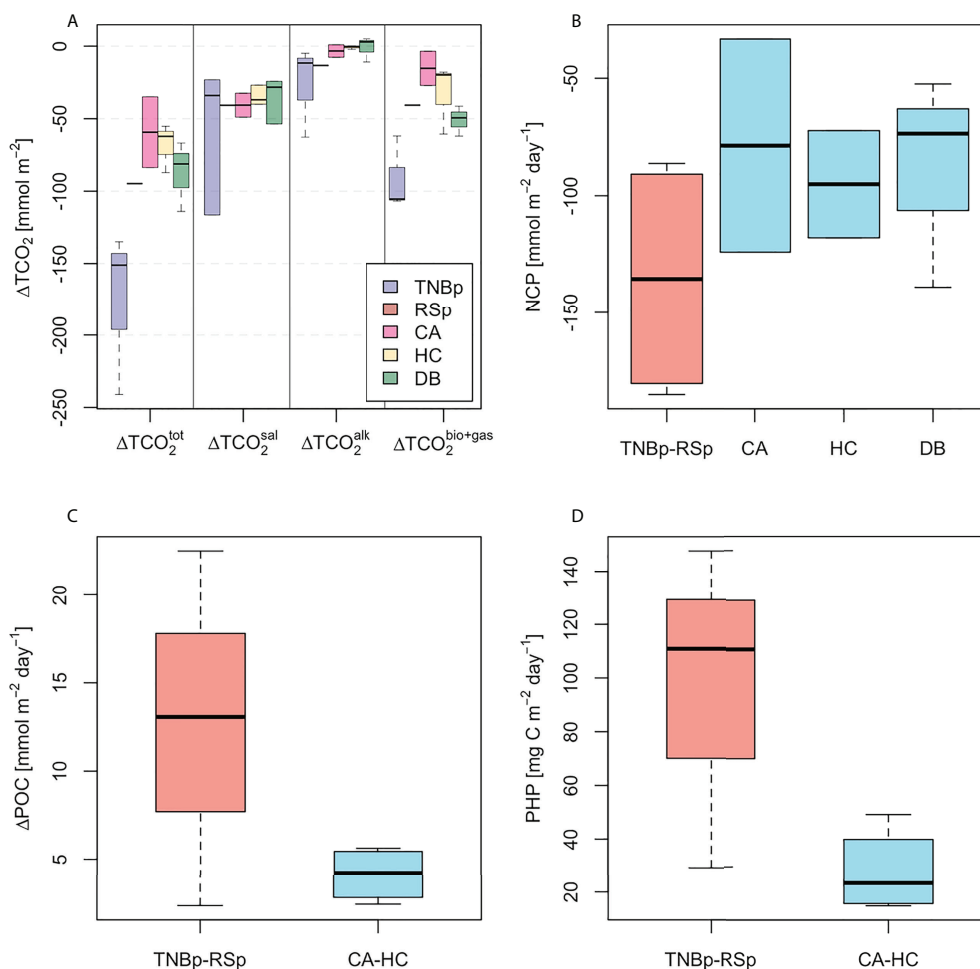 A
ΔTCO₂ [mmol m⁻²]
0
-50
-100
-150
-200
-250
TNBp
RSp
CA
HC
DB
ΔTCO₂ᵗᵒᵗ ΔTCO₂ˢᵃˡ ΔTCO₂ᵃˡᵏ ΔTCO₂ᵇⁱᵒ⁺ᵍᵃˢ
B
NCP [mmol m⁻² day⁻¹]
-50
-100
-150
TNBp-RSp CA HC DB
C
ΔPOC [mmol m⁻² day⁻¹]
20
15
10
5
TNBp-RSp CA-HC
D
PHP [mg C m⁻² day⁻¹]
140
120
100
80
60
40
20
TNBp-RSp CA-HC